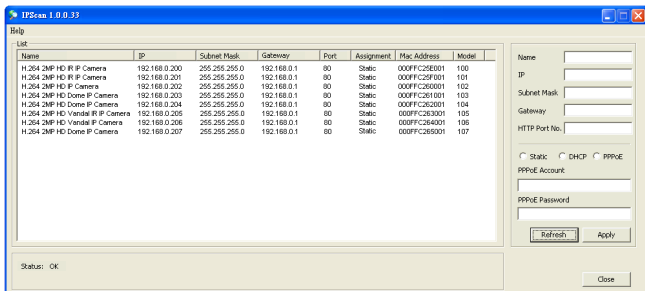 IPScan 1.0.0.33
Help
List
Name IP Subnet Mask Gateway Port Assignment Mac Address Model
H.264 2MP HD IR IP Camera 192.168.0.200 255.255.255.0 192.168.0.1 80 Static 000FFC25E001 100
H.264 2MP HD IR IP Camera 192.168.0.201 255.255.255.0 192.168.0.1 80 Static 000FFC25F001 101
H.264 2MP HD IP Camera 192.168.0.202 255.255.255.0 192.168.0.1 80 Static 000FFC260001 102
H.264 2MP HD Dome IP Camera 192.168.0.203 255.255.255.0 192.168.0.1 80 Static 000FFC261001 103
H.264 2MP HD Dome IP Camera 192.168.0.204 255.255.255.0 192.168.0.1 80 Static 000FFC262001 104
H.264 2MP HD Vandal IR IP Camera 192.168.0.205 255.255.255.0 192.168.0.1 80 Static 000FFC263001 105
H.264 2MP HD Vandal IP Camera 192.168.0.206 255.255.255.0 192.168.0.1 80 Static 000FFC264001 106
H.264 2MP HD Dome IP Camera 192.168.0.207 255.255.255.0 192.168.0.1 80 Static 000FFC265001 107
Name
IP
Subnet Mask
Gateway
HTTP Port No.
Static DHCP PPPoE
PPPoE Account
PPPoE Password
Refresh Apply
Status: OK
Close